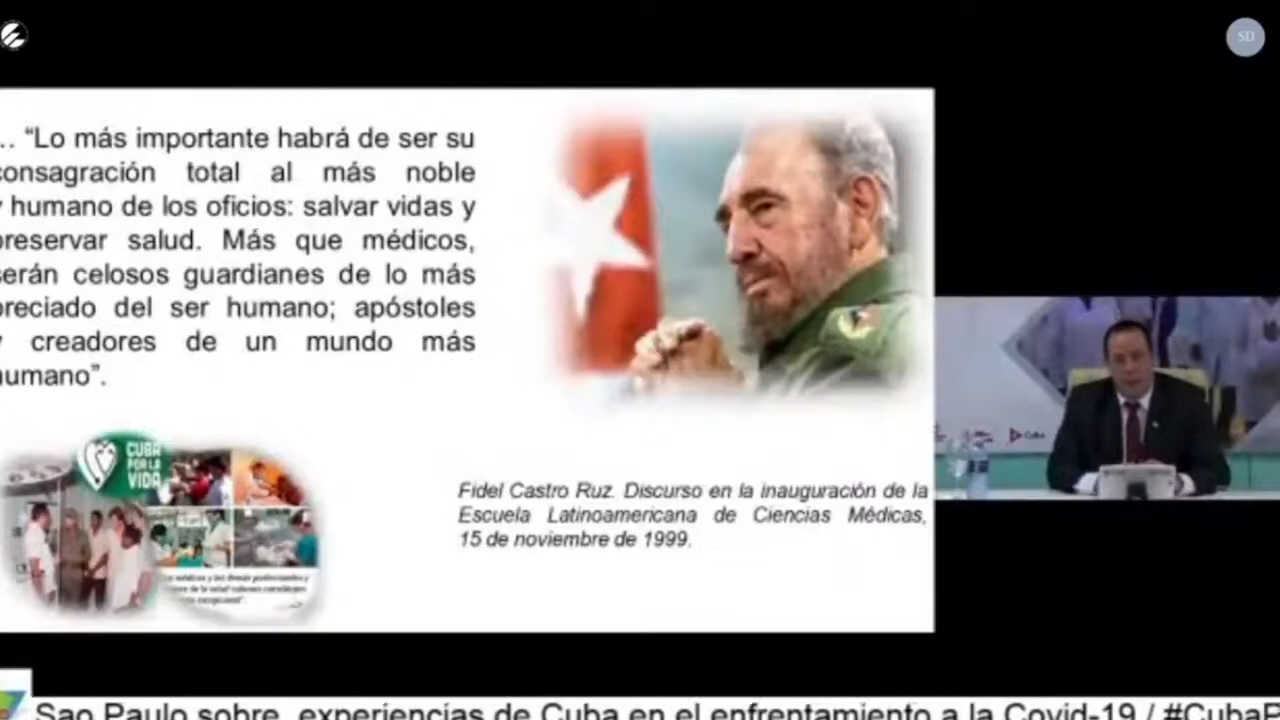 SD
.. “Lo más importante habrá de ser su
consagración total al más noble
y humano de los oficios: salvar vidas y
preservar salud. Más que médicos,
serán celosos guardianes de lo más
preciado del ser humano; apóstoles
y creadores de un mundo más
humano”.
CUBA
POR LA
VIDA
Cuba
Fidel Castro Ruz. Discurso en la inauguración de la
Escuela Latinoamericana de Ciencias Médicas,
15 de noviembre de 1999.
Sao Paulo sobre experiencias de Cuba en el enfrentamiento a la Covid-19 / #CubaP